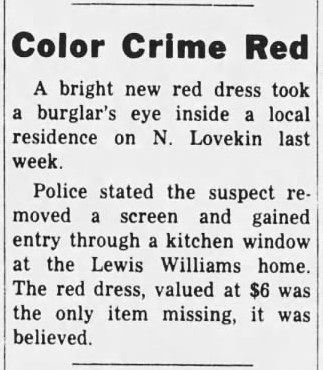 Color Crime Red
A bright new red dress took
a burglar's eye inside a local
residence on N. Lovekin last
week.
Police stated the suspect re-
moved a screen and gained
entry through a kitchen window
at the Lewis Williams home.
The red dress, valued at $6 was
the only item missing, it was
believed.